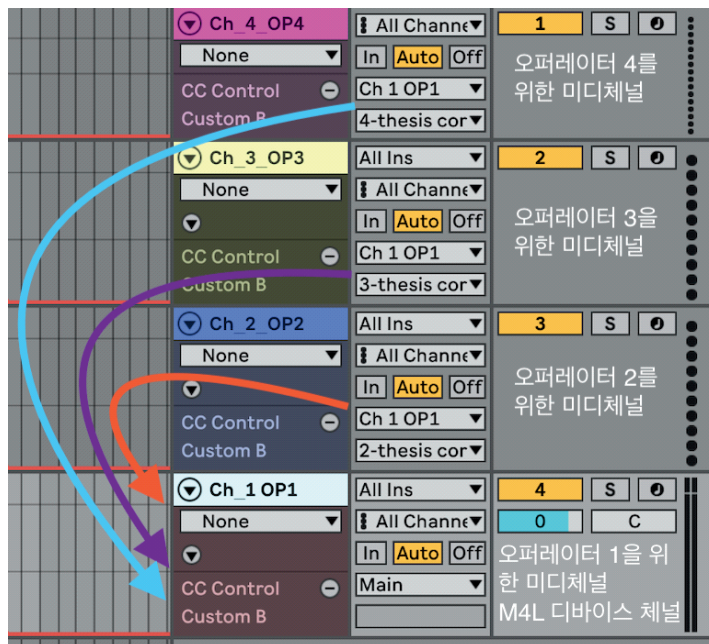 Ch_4_OP4
All Channe
1
S
None
In Auto Off
오퍼레이터 4를
위한 미디채널
CC Control
Ch 1 OP1
Custom B
4-thesis cor
Ch_3_OP3
All Ins
2
S
None
All Channe
In Auto Off
오퍼레이터 3을
위한 미디채널
CC Control
Ch 1 OP1
Custom B
3-thesis cor
Ch_2_OP2
All Ins
3
S
None
All Channe
In Auto Off
오퍼레이터 2를
위한 미디채널
CC Control
Ch 1 OP1
Custom B
2-thesis cor
Ch_1 OP1
All Ins
4
S
None
All Channe
0
C
In Auto Off
오퍼레이터 1을 위
한 미디체널
M4L 디바이스 체널
CC Control
Main
Custom B